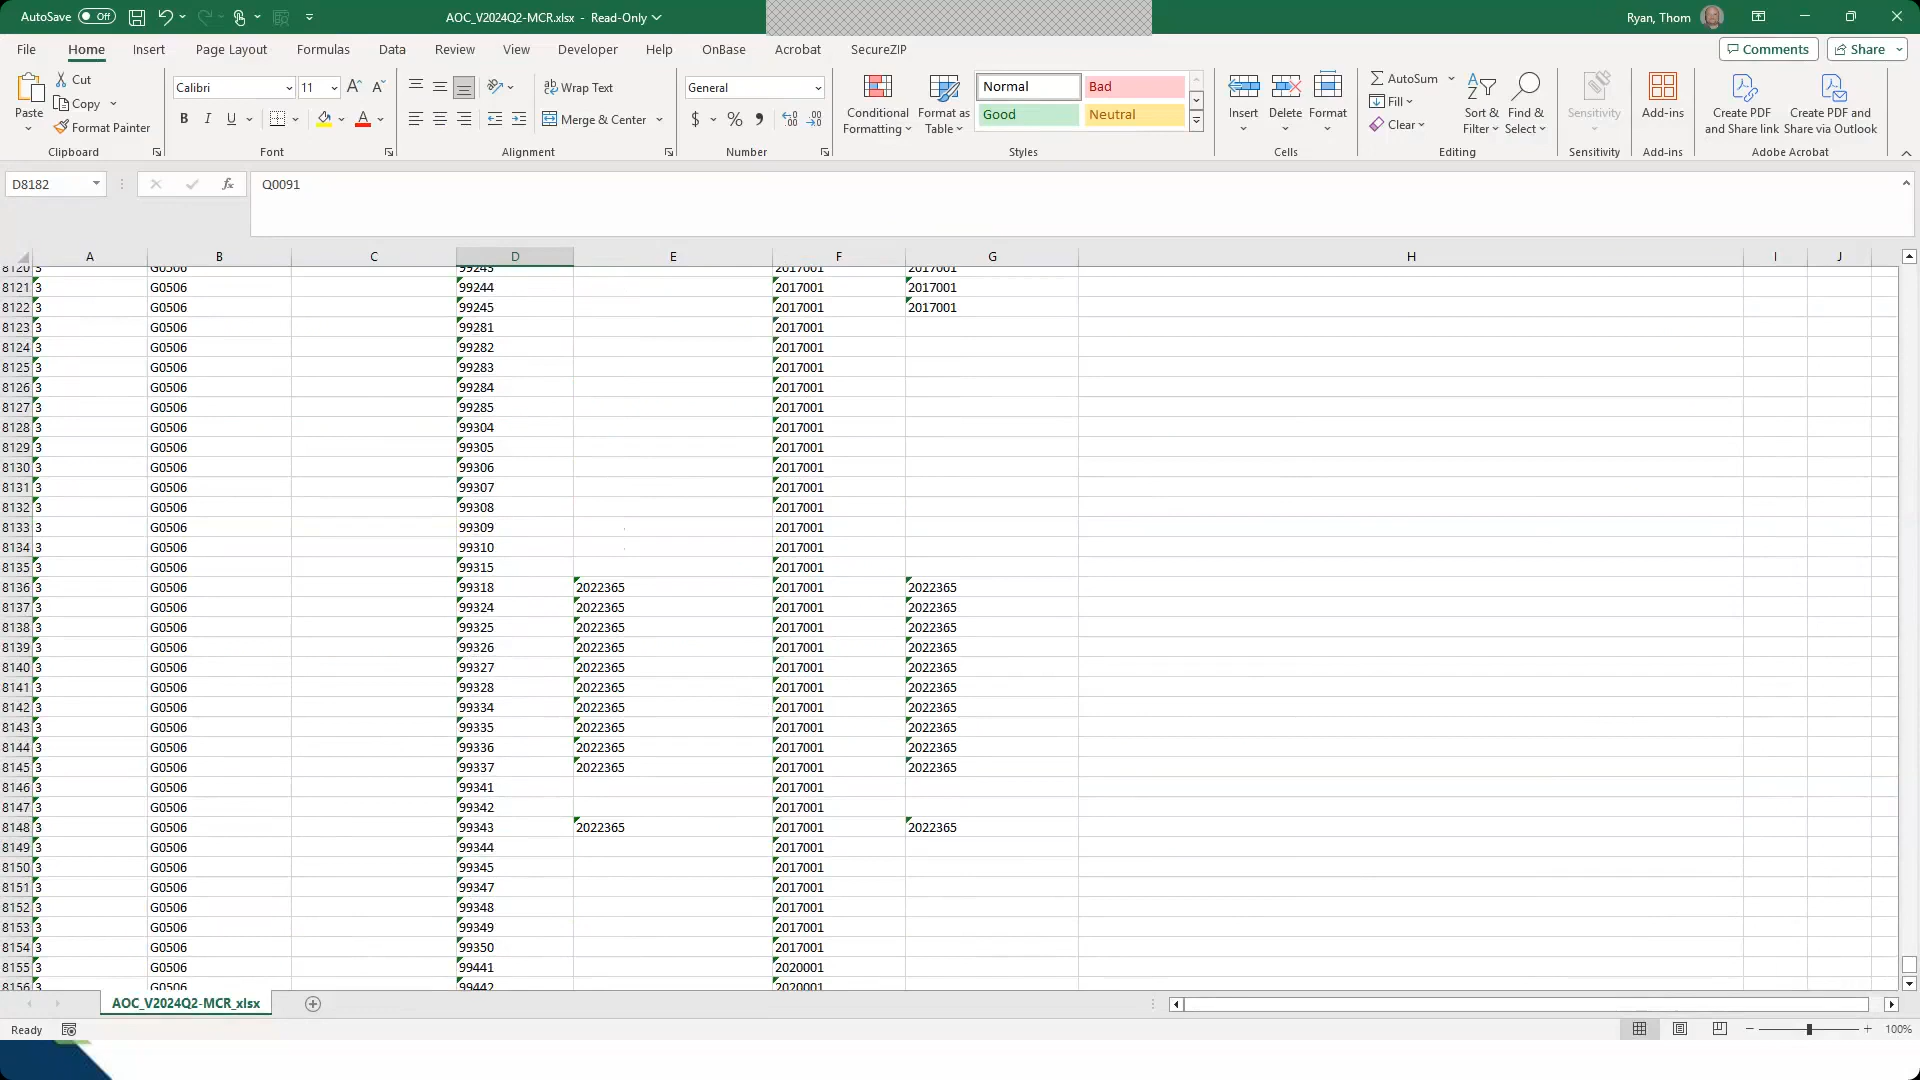 AutoSave Off AOC_V2024Q2-MCR.xlsx - Read-Only Ryan, Thom
File Home Insert Page Layout Formulas Data Review View Developer Help OnBase Acrobat SecureZIP Comments Share
Paste Cut Copy Format Painter Clipboard
Calibri 11 B I U A A Font
Wrap Text Merge & Center Alignment
General $ % Number
Conditional Formatting Format as Table Normal Bad Good Neutral Styles
Insert Delete Format Cells
AutoSum Fill Clear Sort & Filter Find & Select Editing
Sensitivity Sensitivity
Add-ins Add-ins
Create PDF and Share link Create PDF and Share via Outlook Adobe Acrobat
D8182 fx Q0091
A B C D E F G H I J
8120 3 G0506 99243 2017001 2017001
8121 3 G0506 99244 2017001 2017001
8122 3 G0506 99245 2017001 2017001
8123 3 G0506 99281 2017001
8124 3 G0506 99282 2017001
8125 3 G0506 99283 2017001
8126 3 G0506 99284 2017001
8127 3 G0506 99285 2017001
8128 3 G0506 99304 2017001
8129 3 G0506 99305 2017001
8130 3 G0506 99306 2017001
8131 3 G0506 99307 2017001
8132 3 G0506 99308 2017001
8133 3 G0506 99309 2017001
8134 3 G0506 99310 2017001
8135 3 G0506 99315 2017001
8136 3 G0506 99318 2022365 2017001 2022365
8137 3 G0506 99324 2022365 2017001 2022365
8138 3 G0506 99325 2022365 2017001 2022365
8139 3 G0506 99326 2022365 2017001 2022365
8140 3 G0506 99327 2022365 2017001 2022365
8141 3 G0506 99328 2022365 2017001 2022365
8142 3 G0506 99334 2022365 2017001 2022365
8143 3 G0506 99335 2022365 2017001 2022365
8144 3 G0506 99336 2022365 2017001 2022365
8145 3 G0506 99337 2022365 2017001 2022365
8146 3 G0506 99341 2017001
8147 3 G0506 99342 2017001
8148 3 G0506 99343 2022365 2017001 2022365
8149 3 G0506 99344 2017001
8150 3 G0506 99345 2017001
8151 3 G0506 99347 2017001
8152 3 G0506 99348 2017001
8153 3 G0506 99349 2017001
8154 3 G0506 99350 2017001
8155 3 G0506 99441 2020001
8156 3 G0506 99442 2020001
AOC_V2024Q2-MCR_xlsx
Ready 100%